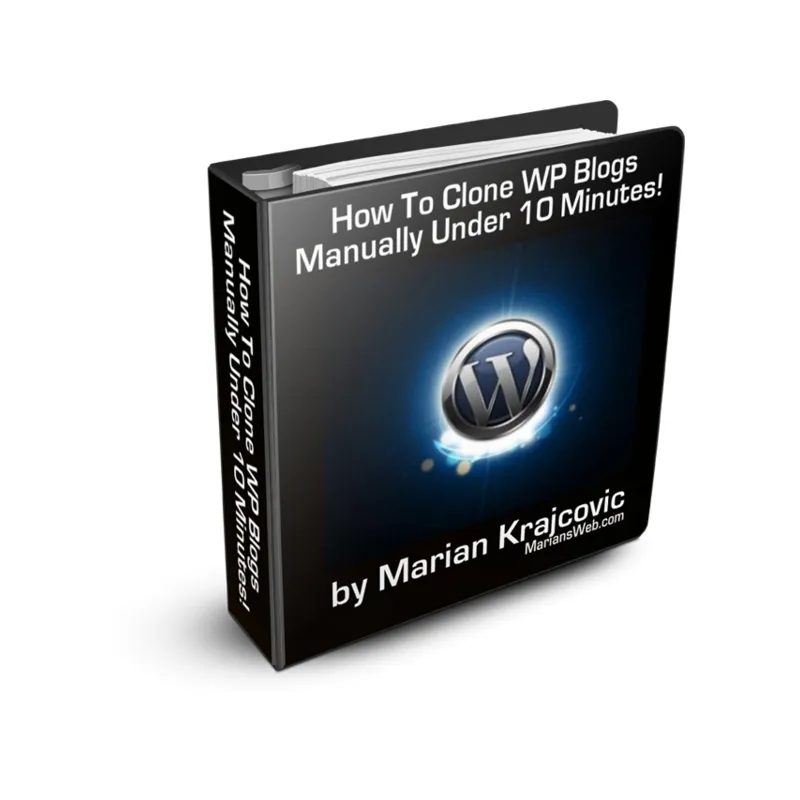 How To Clone WP Blogs
Manually Under 10 Minutes!
W
by Marian Krajcovic
MariansWeb.com
How To Clone WP Blogs
Manually Under 10 Minutes!